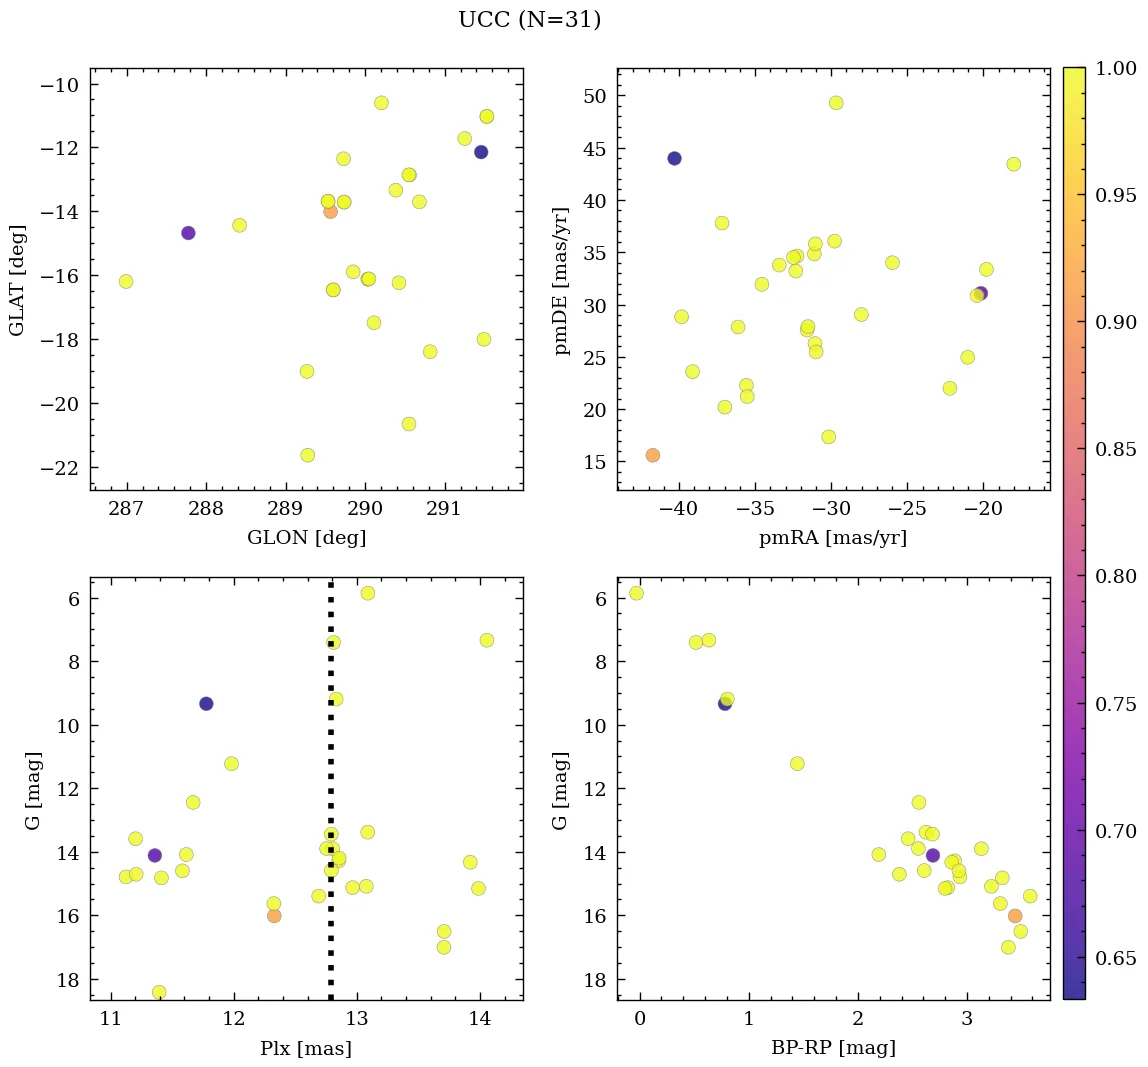 UCC (N=31)
−10
−12
−14
−16
−18
−20
−22
GLAT [deg]
287 288 289 290 291
GLON [deg]
50
45
40
35
30
25
20
15
pmDE [mas/yr]
−40 −35 −30 −25 −20
pmRA [mas/yr]
6
8
10
12
14
16
18
G [mag]
11 12 13 14
Plx [mas]
6
8
10
12
14
16
18
G [mag]
0 1 2 3
BP-RP [mag]
1.00
0.95
0.90
0.85
0.80
0.75
0.70
0.65